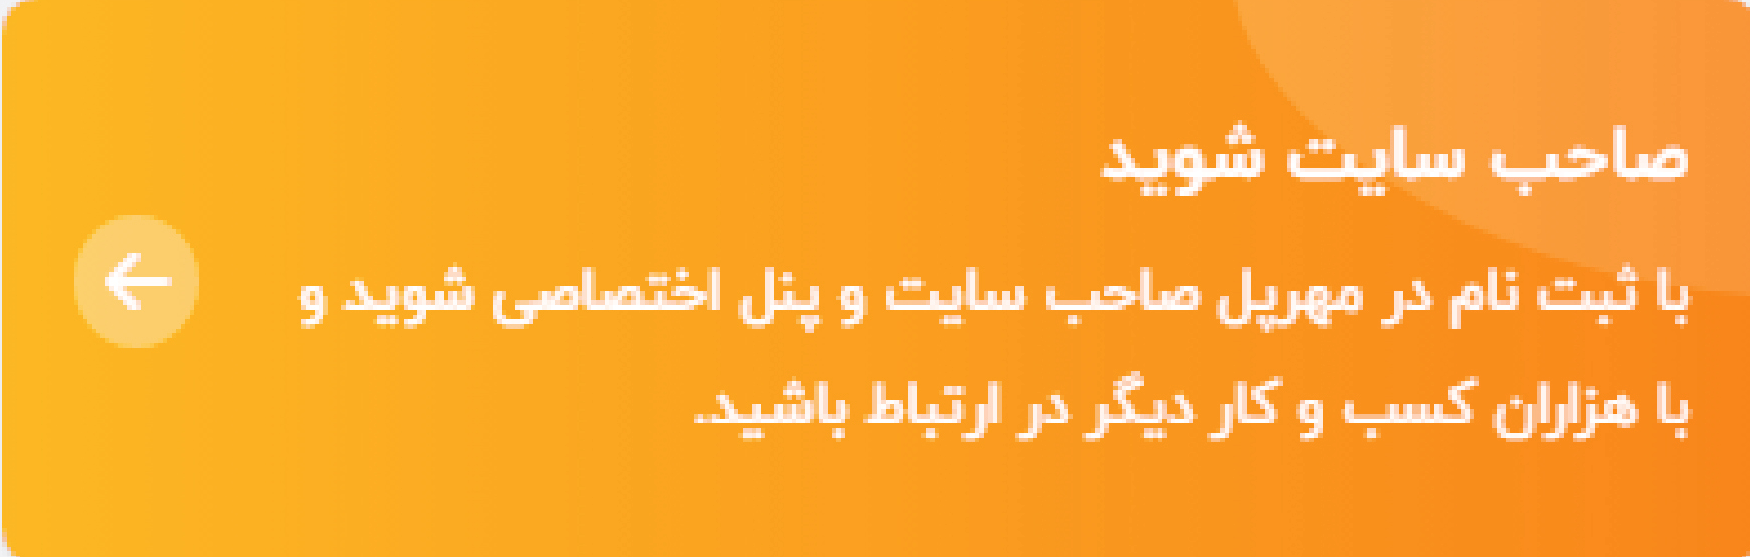 صاحب سایت شوید
با ثبت نام در مهرپل صاحب سایت و پنل اختصاصی شوید و
با هزاران کسب و کار دیگر در ارتباط باشید.